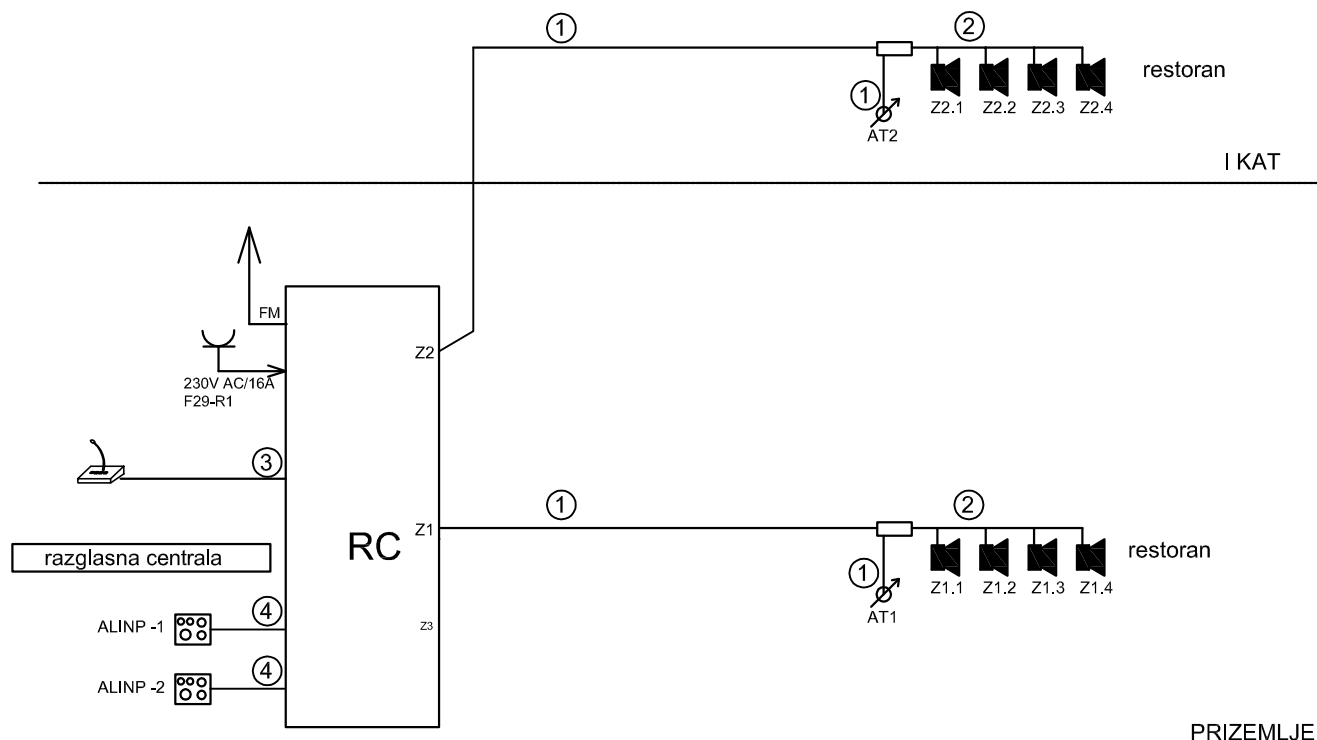 1
2
Z2.1 Z2.2 Z2.3 Z2.4
restoran
1
AT2
I KAT
FM
Z2
230V AC/16A
F29-R1
3
1
2
Z1
RC
razglasna centrala
restoran
1
Z1.1 Z1.2 Z1.3 Z1.4
AT1
4
ALINP -1
Z3
4
ALINP -2
PRIZEMLJE